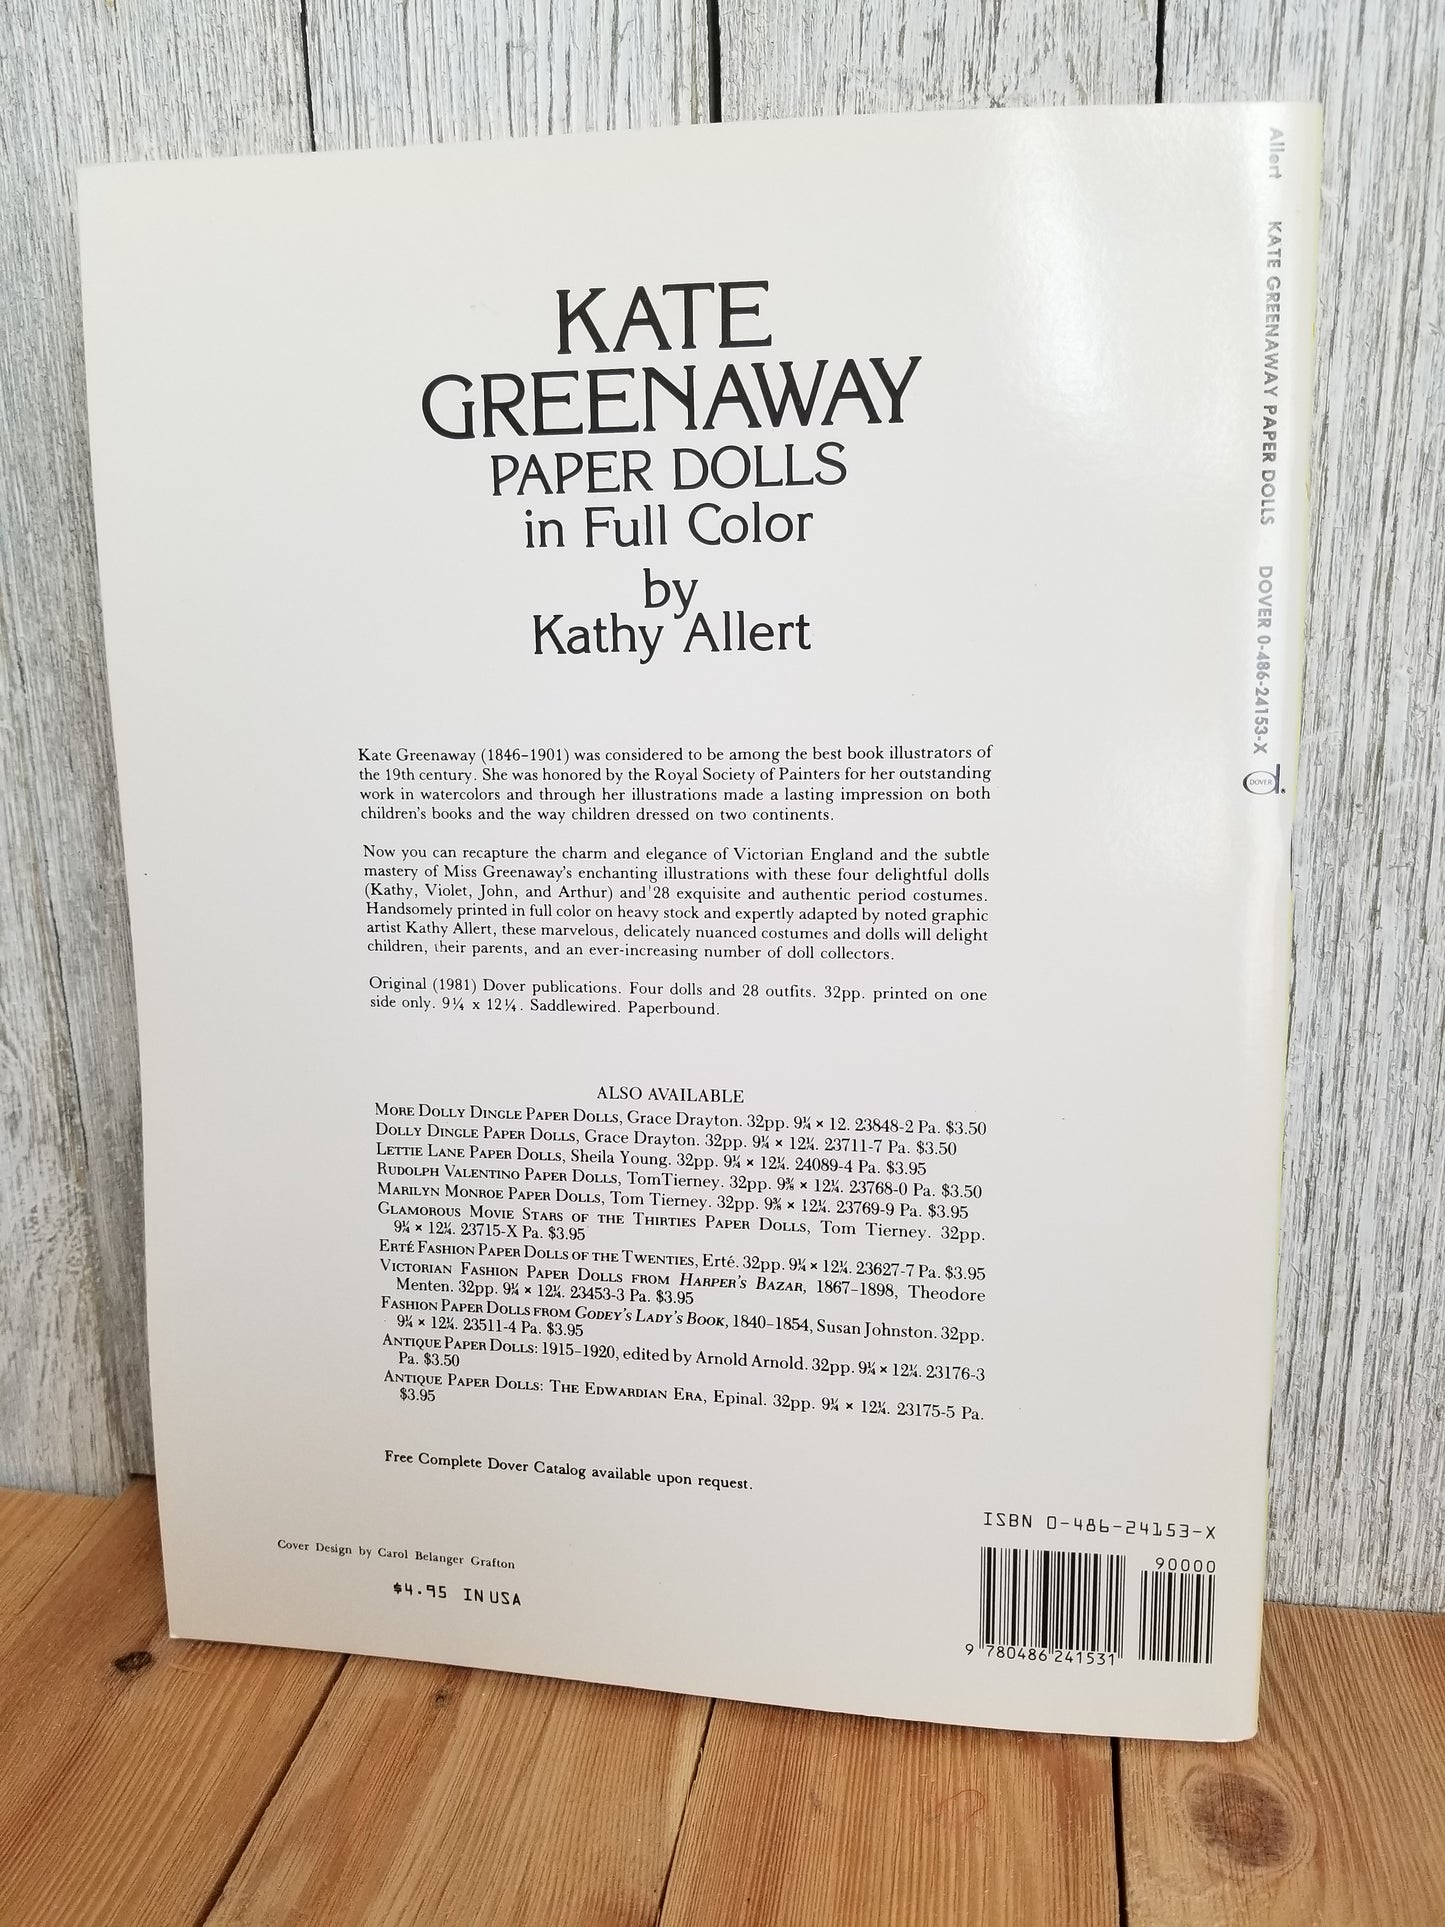 KATE
GREENAWAY
PAPER DOLLS
in Full Color
by
Kathy Allert
Kate Greenaway (1846–1901) was considered to be among the best book illustrators of
the 19th century. She was honored by the Royal Society of Painters for her outstanding
work in watercolors and through her illustrations made a lasting impression on both
children's books and the way children dressed on two continents.
Now you can recapture the charm and elegance of Victorian England and the subtle
mastery of Miss Greenaway's enchanting illustrations with these four delightful dolls
(Kathy, Violet, John, and Arthur) and 28 exquisite and authentic period costumes.
Handsomely printed in full color on heavy stock and expertly adapted by noted graphic
artist Kathy Allert, these marvelous, delicately nuanced costumes and dolls will delight
children, their parents, and an ever-increasing number of doll collectors.
Original (1981) Dover publications. Four dolls and 28 outfits. 32pp. printed on one
side only. 9¼ x 12¼. Saddlewired. Paperbound.
ALSO AVAILABLE
MORE DOLLY DINGLE PAPER DOLLS, Grace Drayton. 32pp. 9¼ × 12. 23848-2 Pa. $3.50
DOLLY DINGLE PAPER DOLLS, Grace Drayton. 32pp. 9¼ × 12¼. 23711-7 Pa. $3.50
LETTIE LANE PAPER DOLLS, Sheila Young. 32pp. 9¼ × 12¼. 24089-4 Pa. $3.95
RUDOLPH VALENTINO PAPER DOLLS, Tom Tierney. 32pp. 9⅜ × 12¼. 23768-0 Pa. $3.50
MARILYN MONROE PAPER DOLLS, Tom Tierney. 32pp. 9⅜ × 12¼. 23769-9 Pa. $3.95
GLAMOROUS MOVIE STARS OF THE THIRTIES PAPER DOLLS, Tom Tierney. 32pp.
9¼ × 12¼. 23715-X Pa. $3.95
ERTÉ FASHION PAPER DOLLS OF THE TWENTIES, Erté. 32pp. 9¼ × 12¼. 23627-7 Pa. $3.95
VICTORIAN FASHION PAPER DOLLS FROM HARPER'S BAZAR, 1867–1898, Theodore
Menten. 32pp. 9¼ × 12¼. 23453-3 Pa. $3.95
FASHION PAPER DOLLS FROM GODEY'S LADY'S BOOK, 1840–1854, Susan Johnston. 32pp.
9¼ × 12¼. 23511-4 Pa. $3.95
ANTIQUE PAPER DOLLS: 1915–1920, edited by Arnold Arnold. 32pp. 9¼ × 12¼. 23176-3
Pa. $3.50
ANTIQUE PAPER DOLLS: THE EDWARDIAN ERA, Epinal. 32pp. 9¼ × 12¼. 23175-5 Pa.
$3.95
Free Complete Dover Catalog available upon request.
Cover Design by Carol Belanger Grafton
$4.95 IN USA
ISBN 0-486-24153-X
90000
9 780486 241531
Allert KATE GREENAWAY PAPER DOLLS DOVER 0-486-24153-X
DOVER